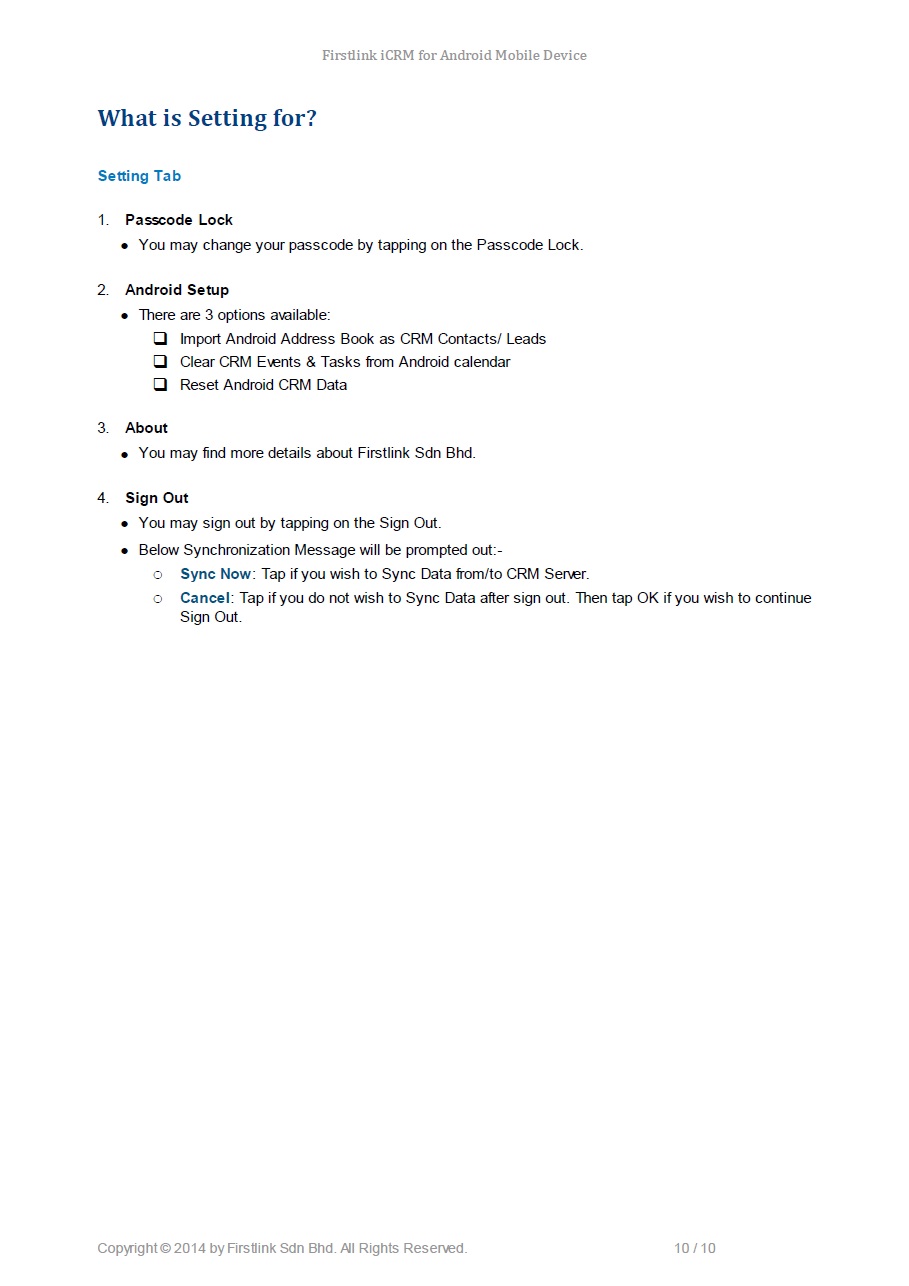 Firstlink iCRM for Android Mobile Device
What is Setting for?
Setting Tab
1. Passcode Lock
● You may change your passcode by tapping on the Passcode Lock.
2. Android Setup
● There are 3 options available:
❑ Import Android Address Book as CRM Contacts/ Leads
❑ Clear CRM Events & Tasks from Android calendar
❑ Reset Android CRM Data
3. About
● You may find more details about Firstlink Sdn Bhd.
4. Sign Out
● You may sign out by tapping on the Sign Out.
● Below Synchronization Message will be prompted out:-
○ Sync Now: Tap if you wish to Sync Data from/to CRM Server.
○ Cancel: Tap if you do not wish to Sync Data after sign out. Then tap OK if you wish to continue
Sign Out.
Copyright © 2014 by Firstlink Sdn Bhd. All Rights Reserved. 10 / 10